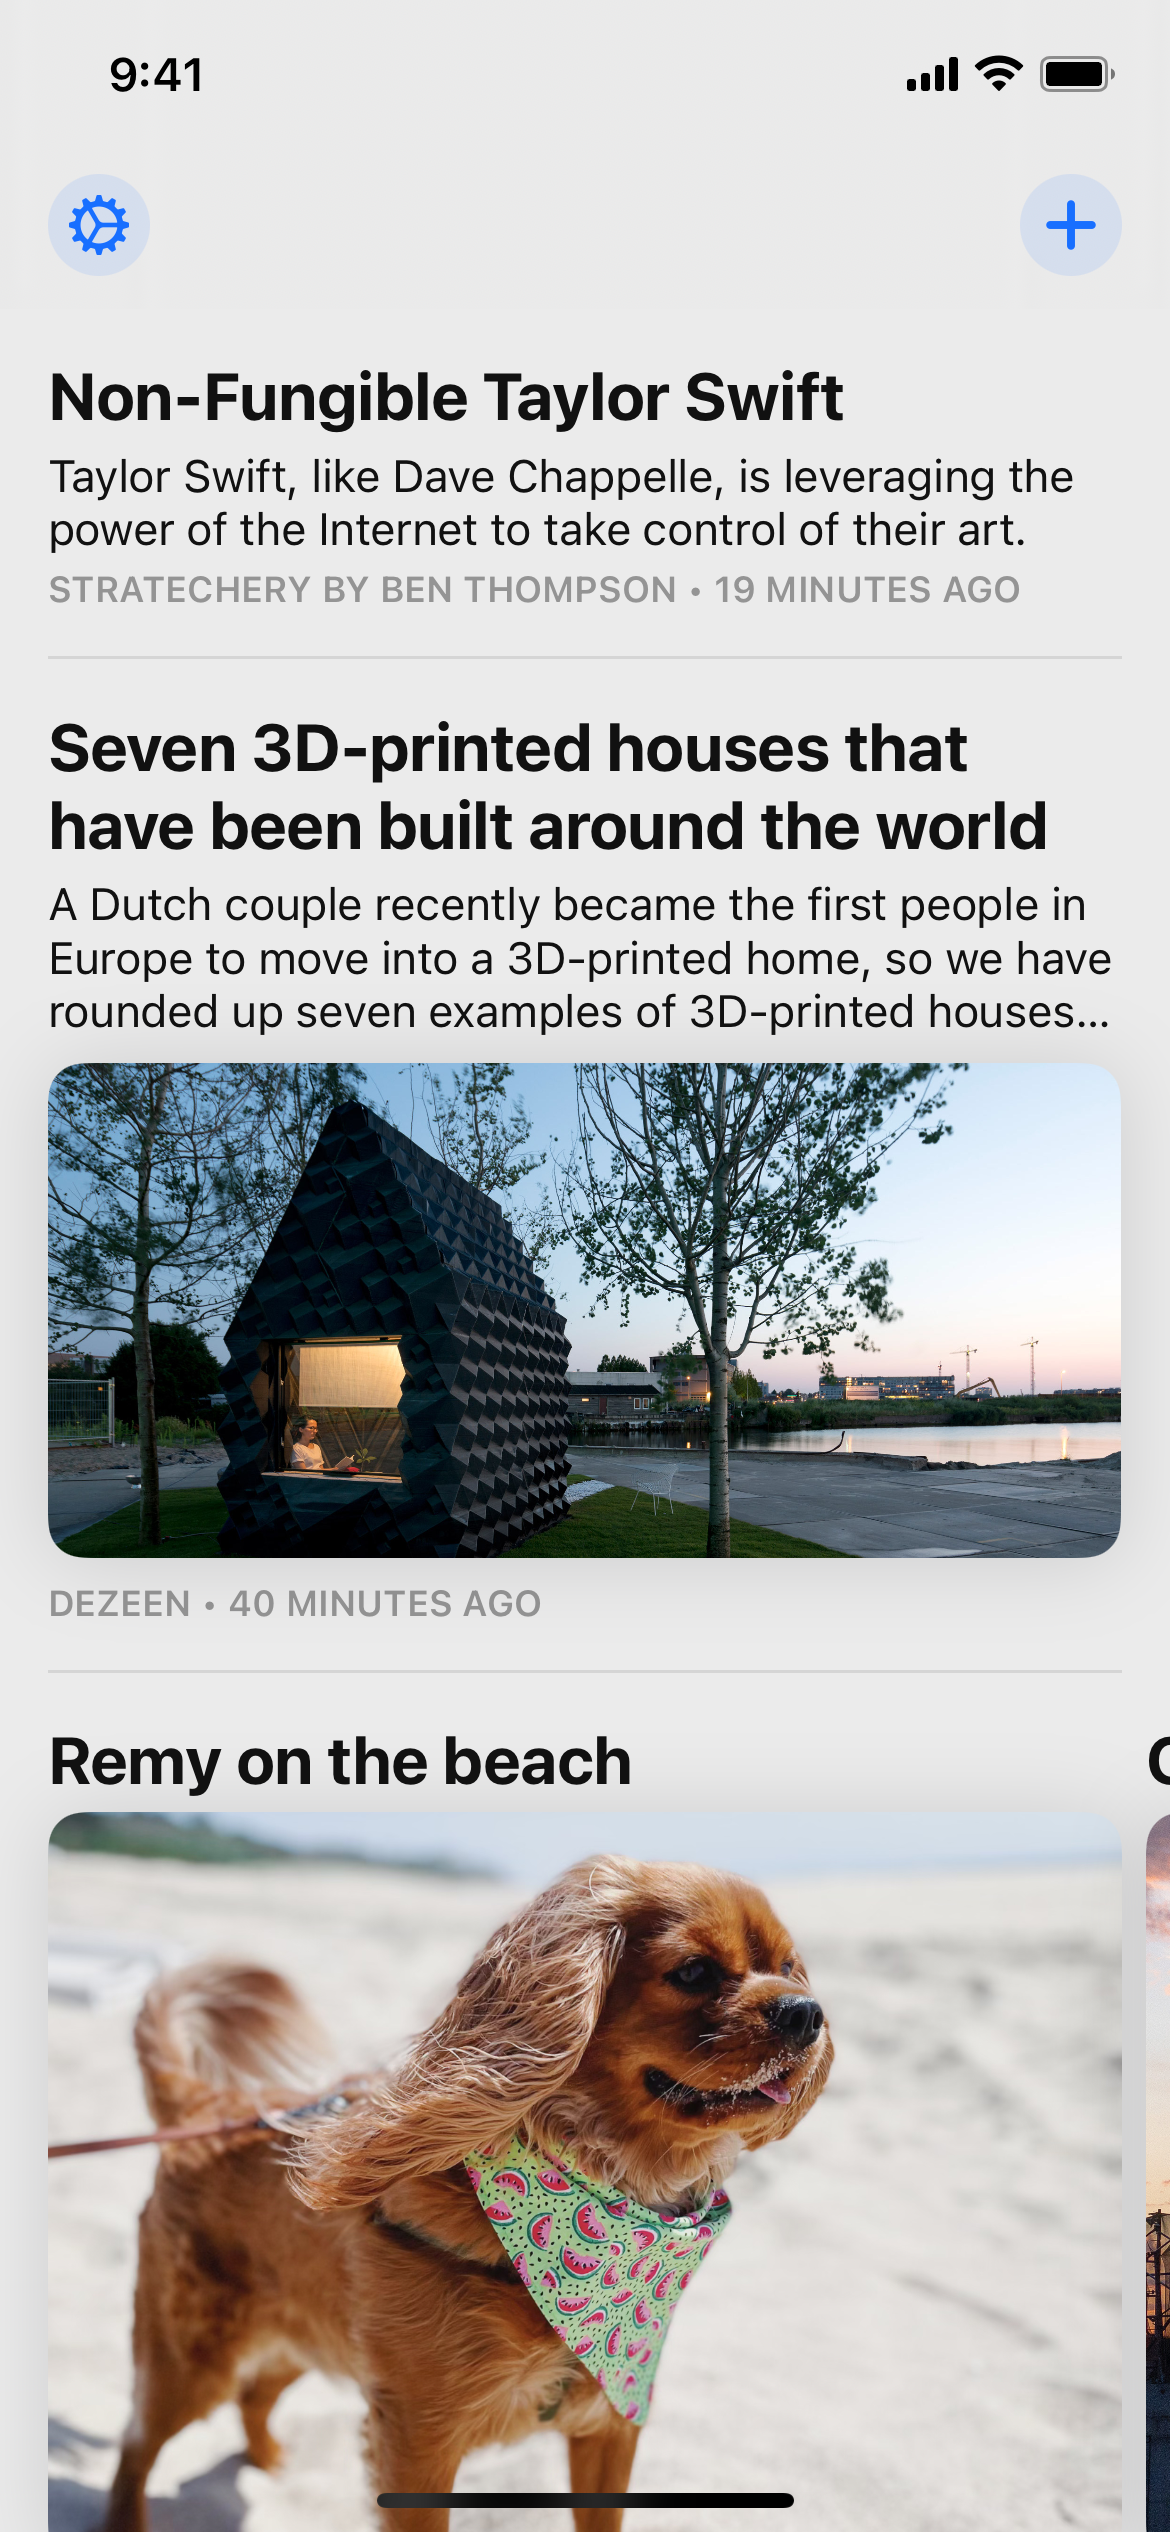 9:41
Non-Fungible Taylor Swift
Taylor Swift, like Dave Chappelle, is leveraging the
power of the Internet to take control of their art.
STRATECHERY BY BEN THOMPSON • 19 MINUTES AGO
Seven 3D-printed houses that
have been built around the world
A Dutch couple recently became the first people in
Europe to move into a 3D-printed home, so we have
rounded up seven examples of 3D-printed houses...
DEZEEN • 40 MINUTES AGO
Remy on the beach